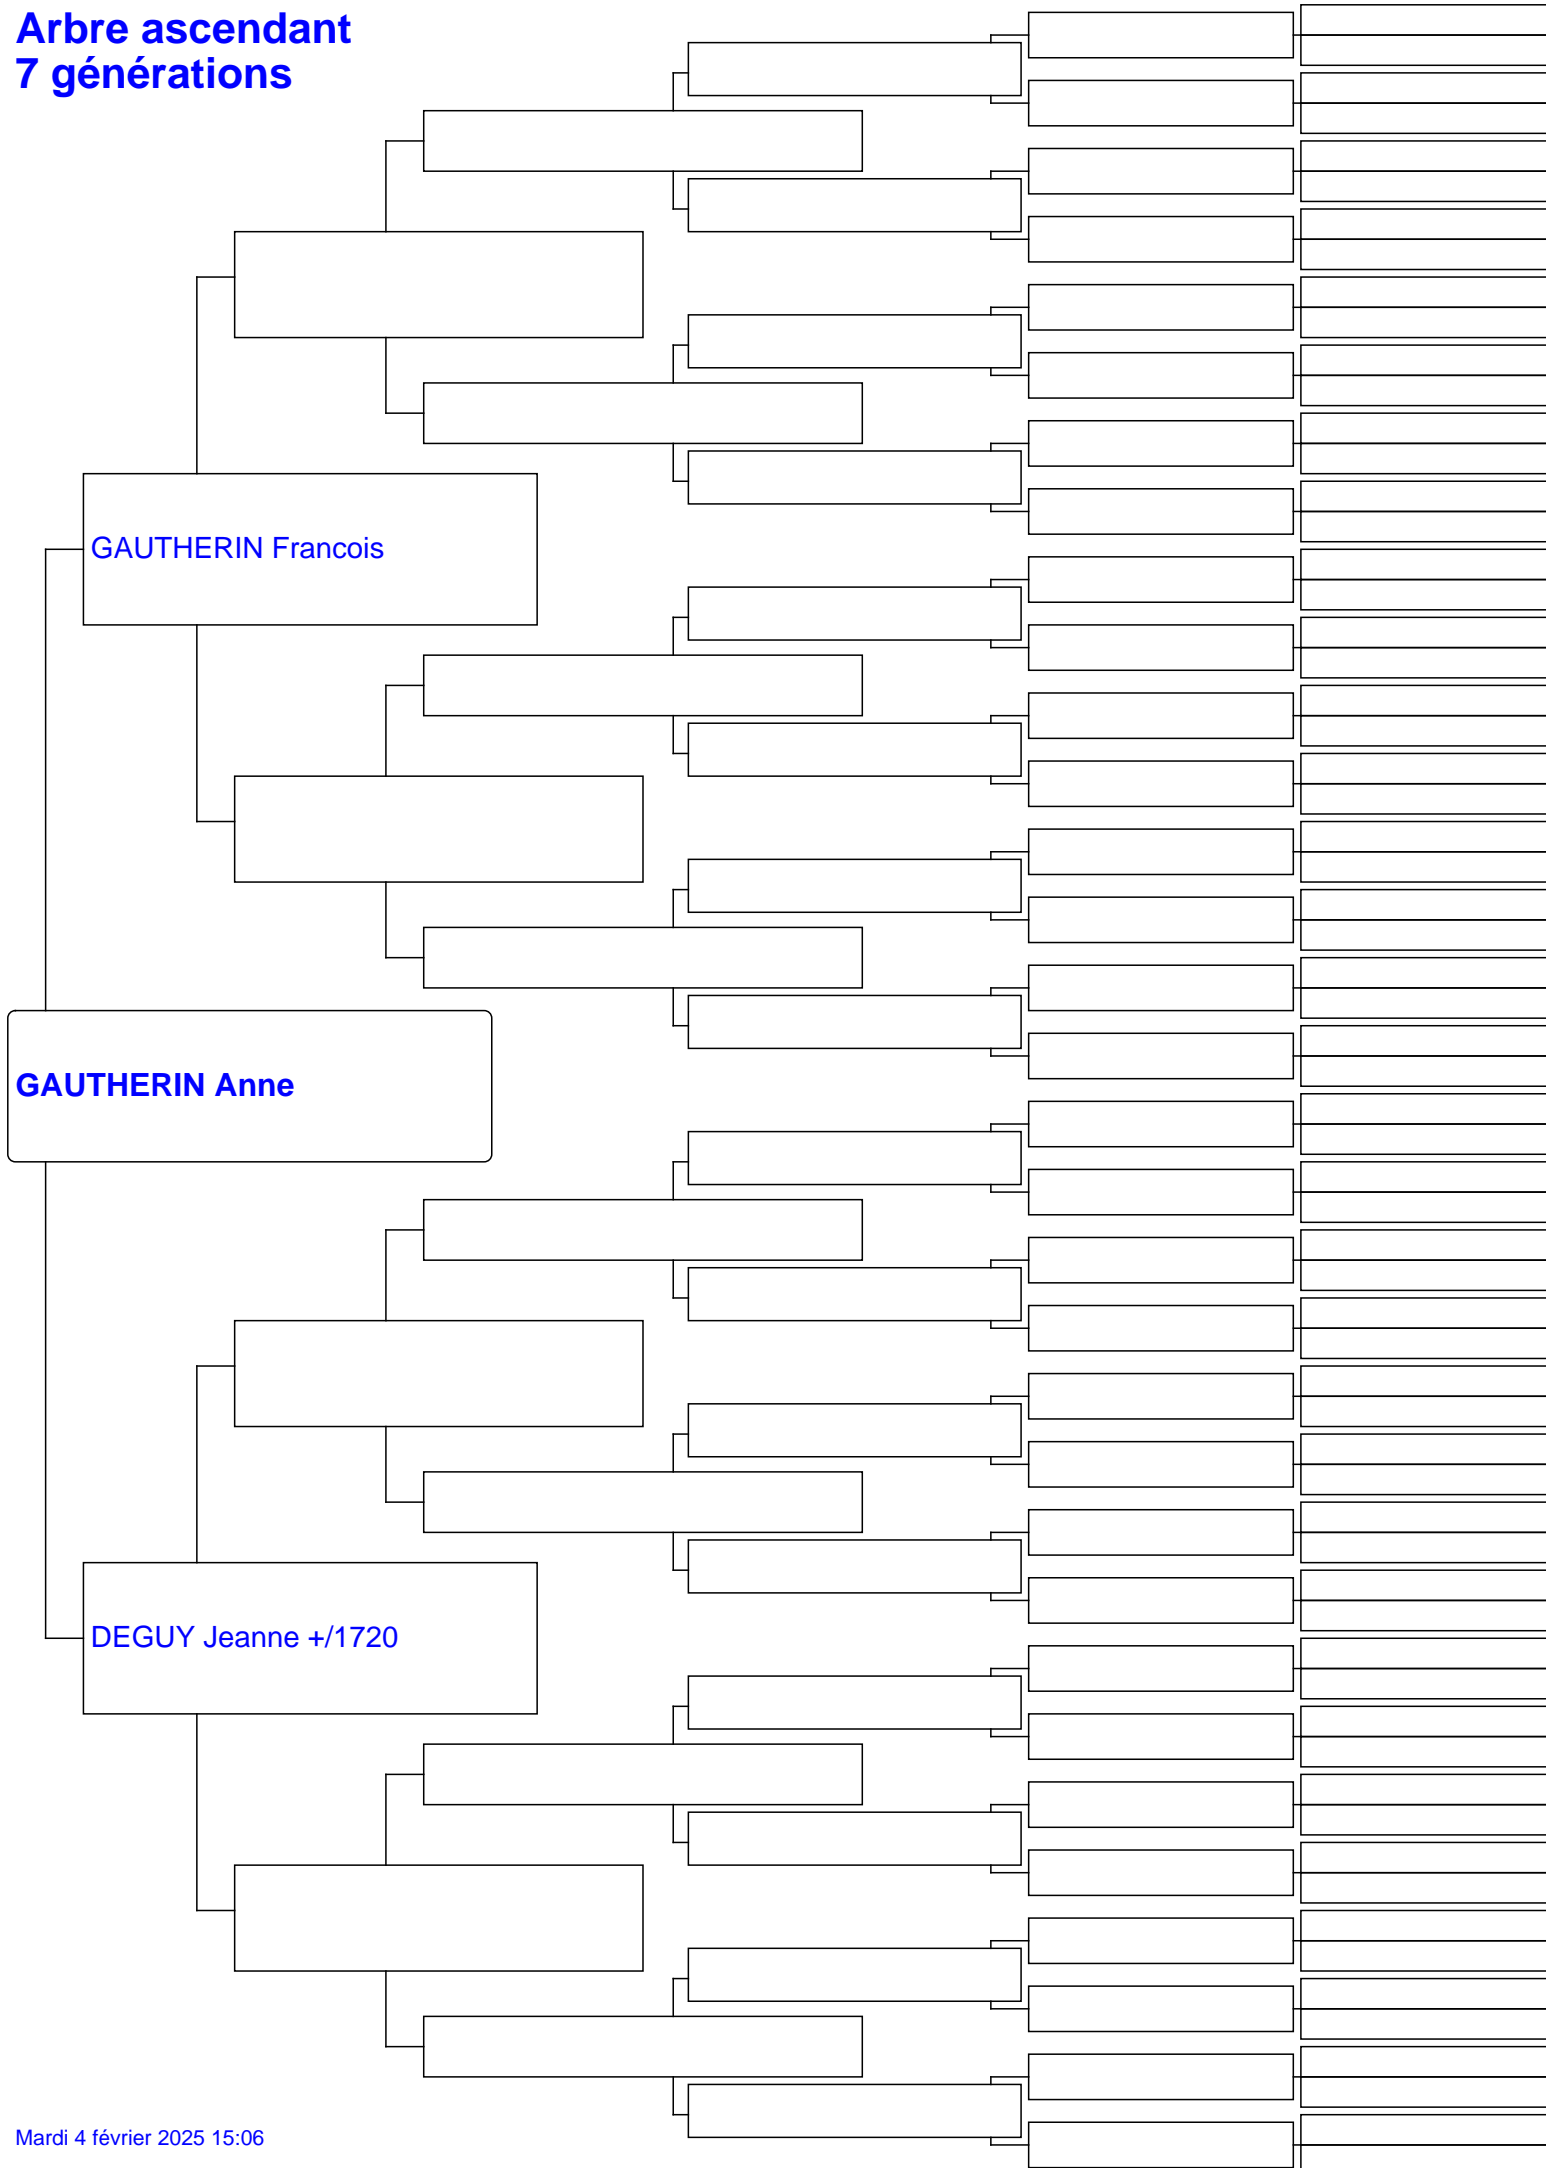 Arbre ascendant
7 générations
GAUTHERIN Francois
GAUTHERIN Anne
DEGUY Jeanne +/1720
Mardi 4 février 2025 15:06